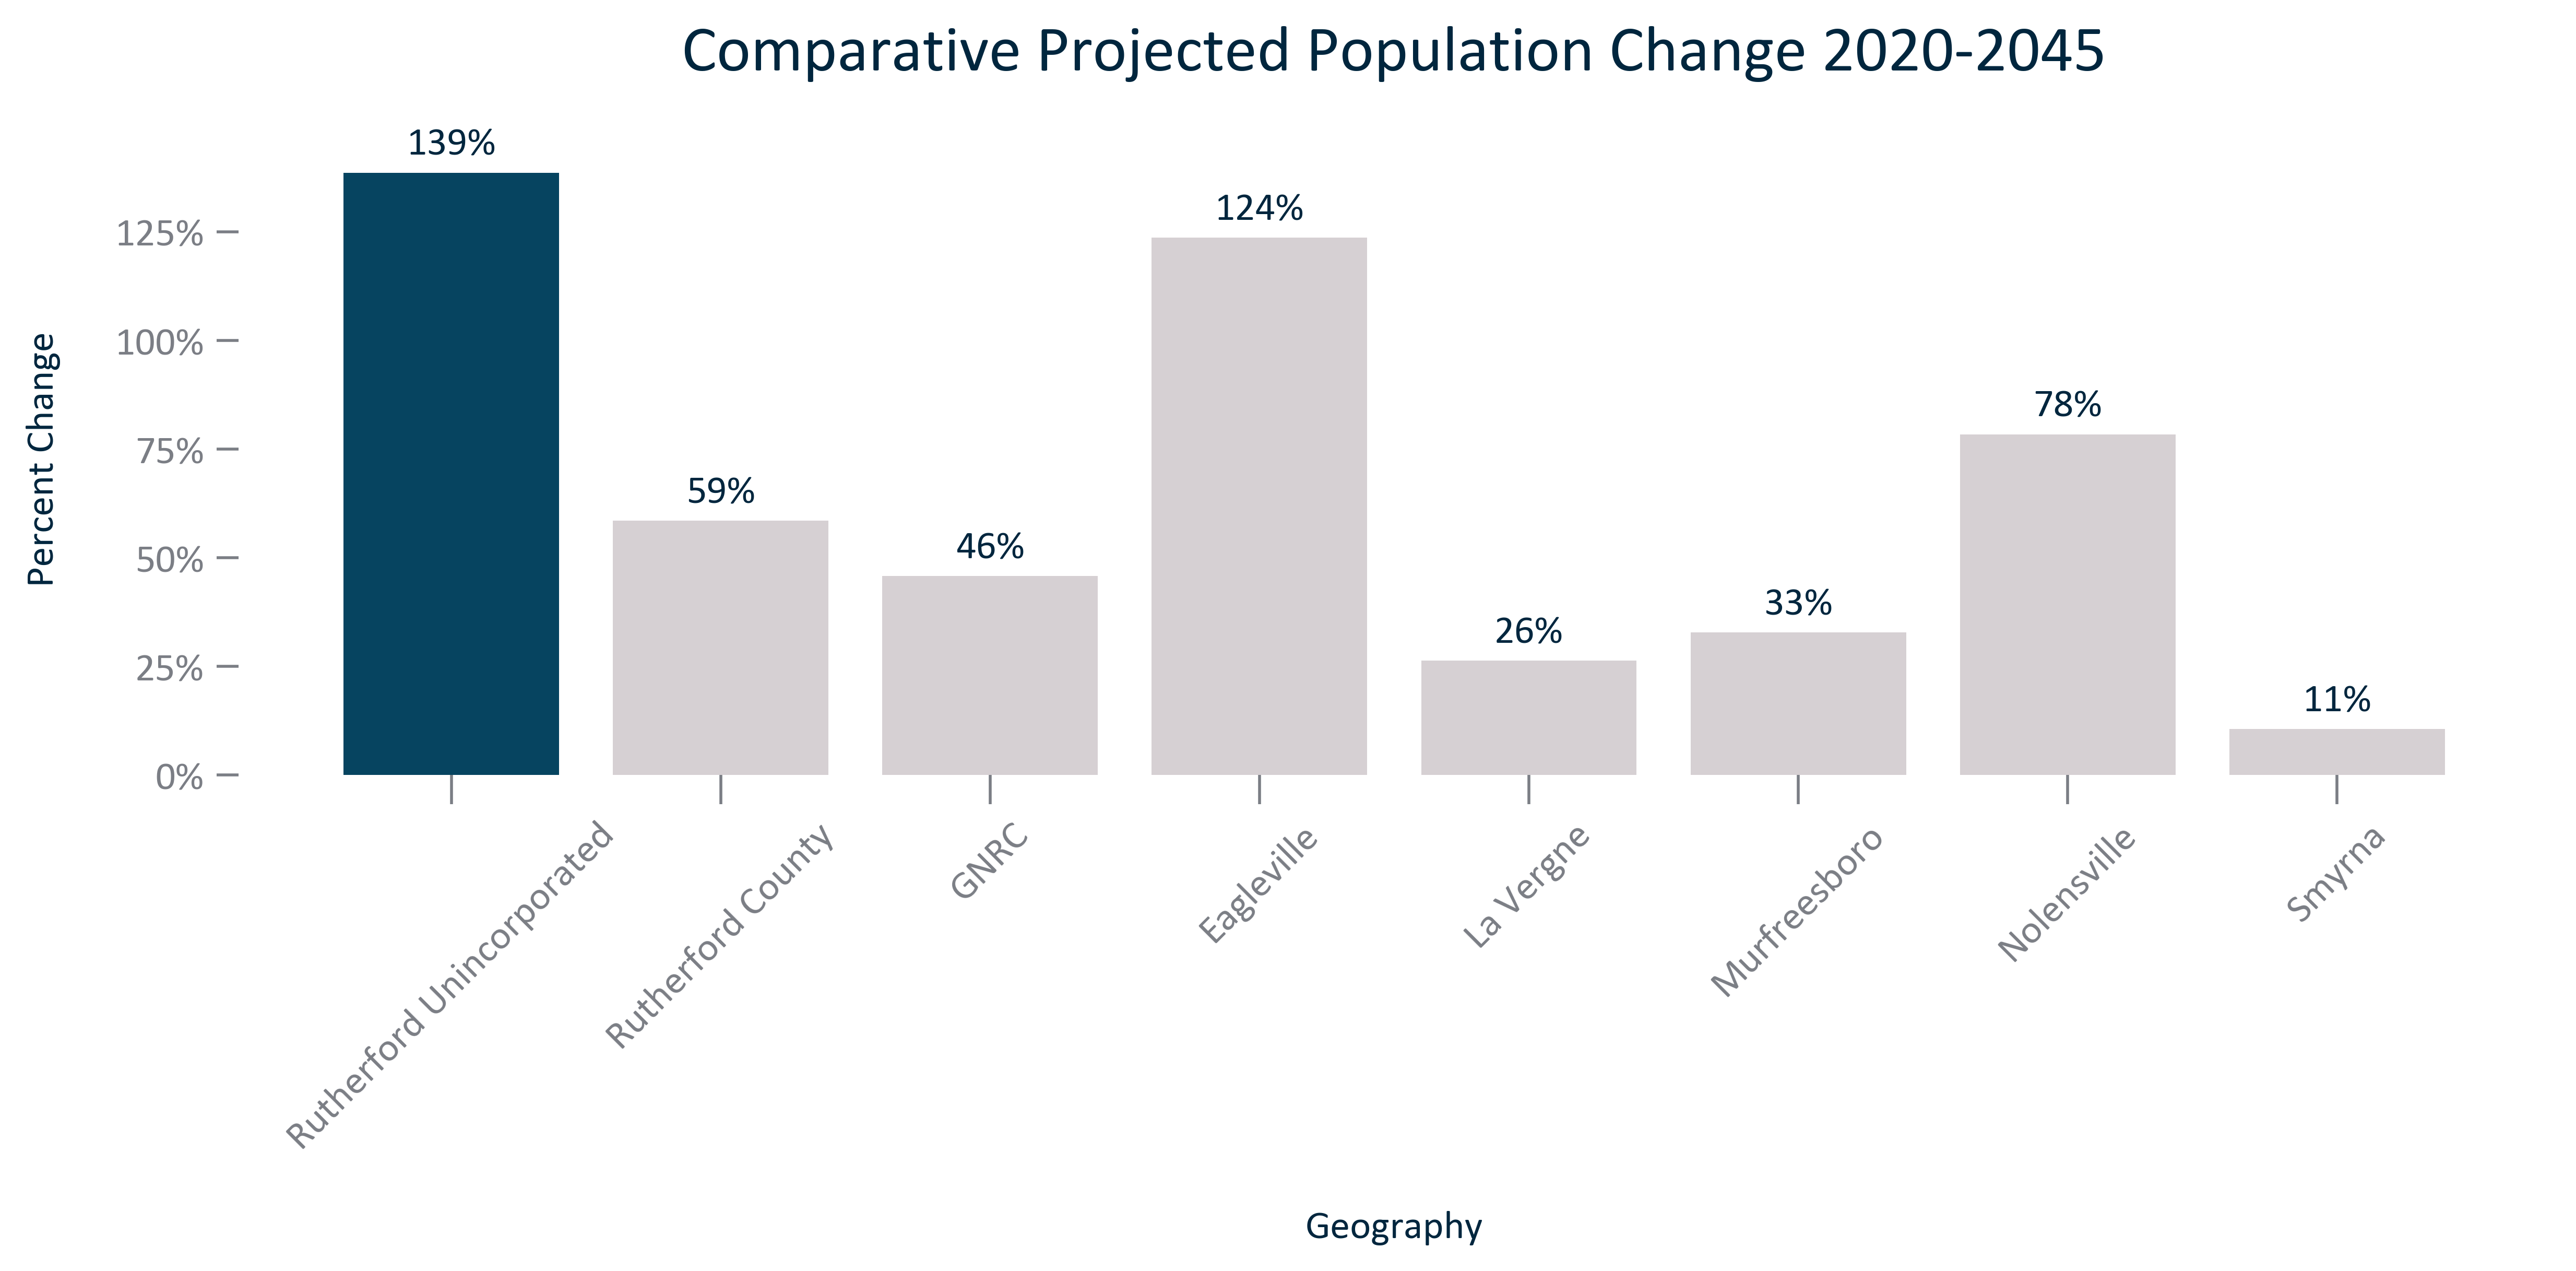 Comparative Projected Population Change 2020-2045
139%
124%
125%
100%
78%
75%
59%
50%
46%
33%
26%
25%
11%
0%
Percent Change
Rutherford Unincorporated
Rutherford County
GNRC
Eagleville
La Vergne
Murfreesboro
Nolensville
Smyrna
Geography